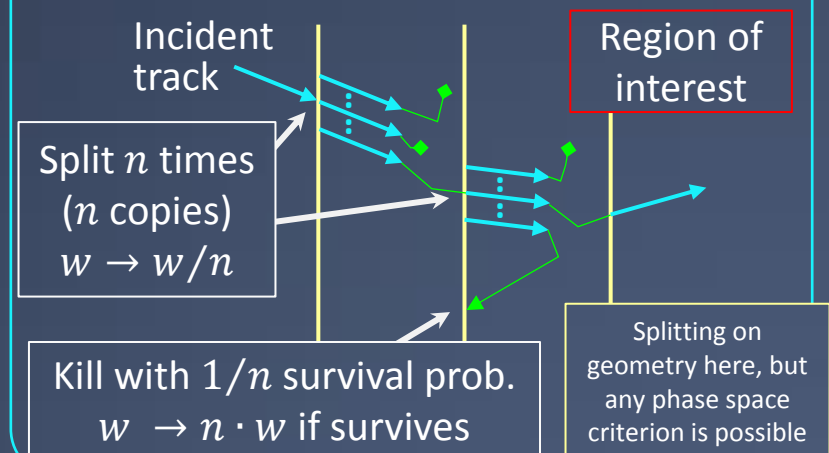 Incident
track
Region of
interest
Split n times
(n copies)
w → w/n
Kill with 1/n survival prob.
w → n · w if survives
Splitting on
geometry here, but
any phase space
criterion is possible